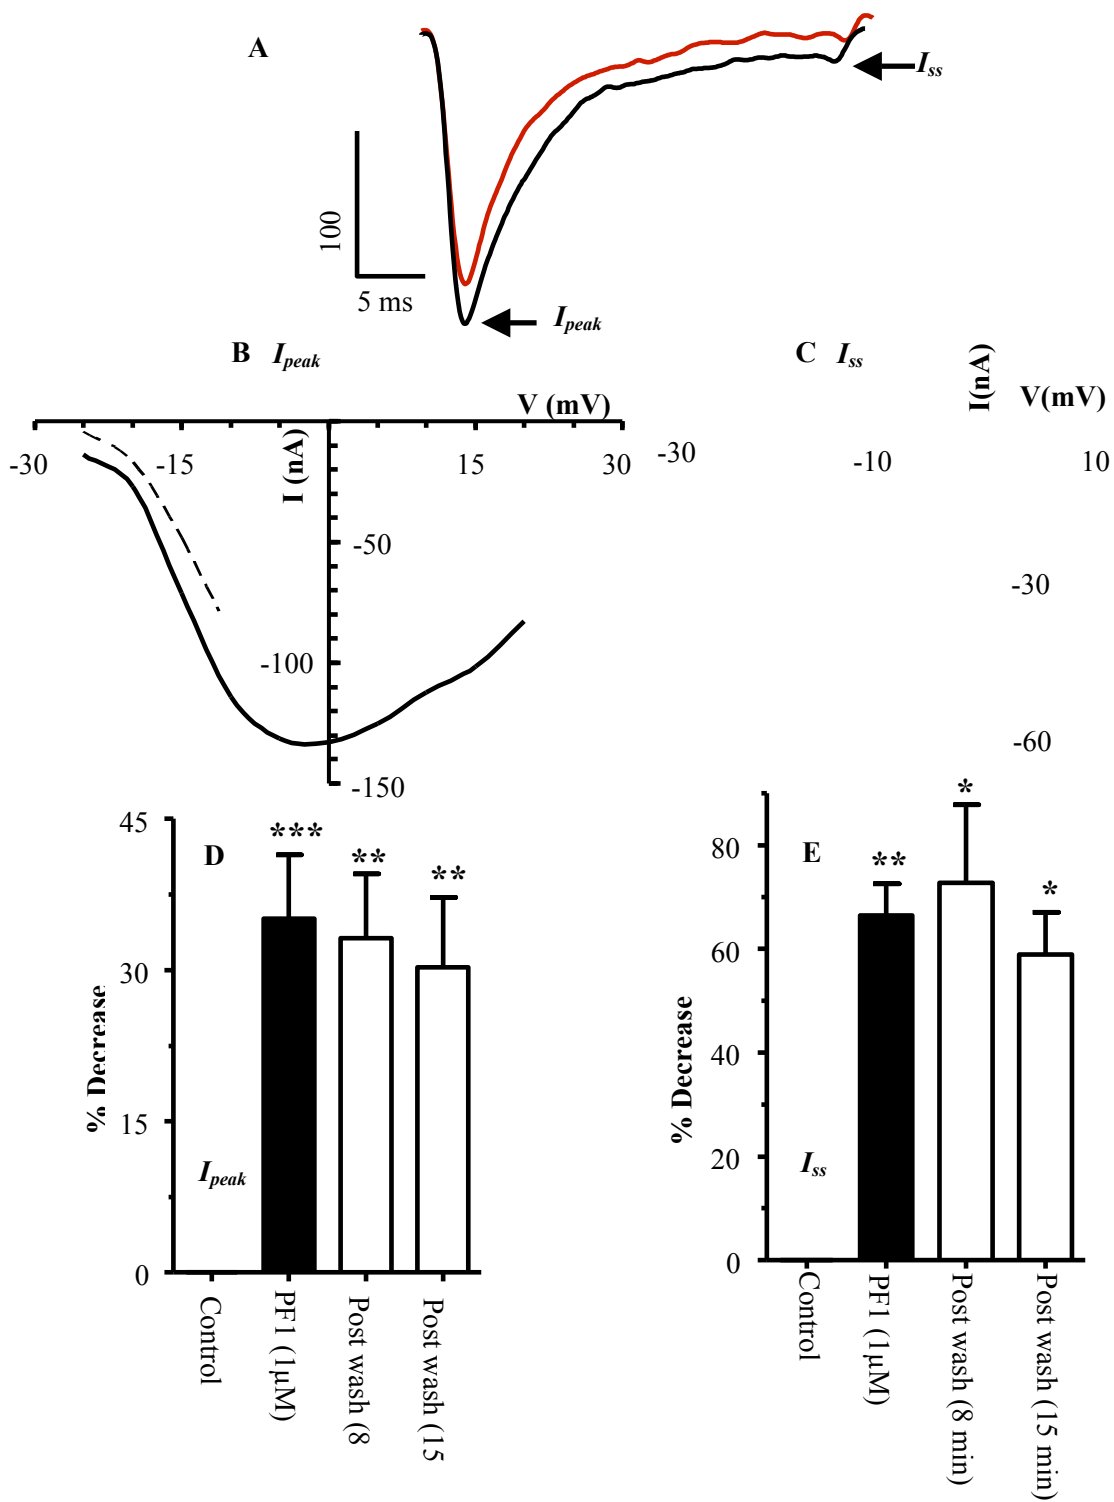 A
I_ss
100
5 ms
I_peak
B I_peak
C I_ss
I(nA)
V(mV)
V (mV)
-30
-15
I (nA)
15
30
-50
-100
-150
-30
-10
10
-30
-60
D
45
30
15
0
% Decrease
***
**
**
I_peak
Control
PF1 (1µM)
Post wash (8
Post wash (15
E
80
60
40
20
0
% Decrease
**
*
*
I_ss
Control
PF1 (1µM)
Post wash (8 min)
Post wash (15 min)